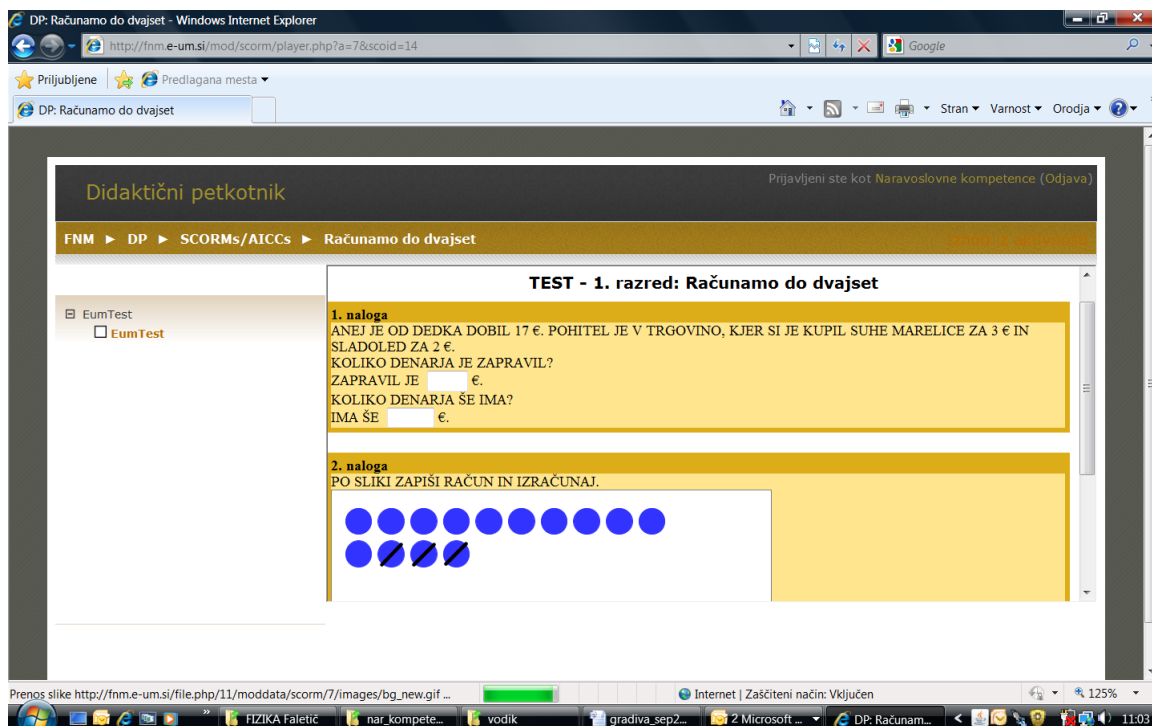 DP: Računamo do dvajset - Windows Internet Explorer
http://fnm.e-um.si/mod/scorm/player.php?a=7&scoid=14
Google
Priljubljene
Predlagana mesta
DP: Računamo do dvajset
Stran
Varnost
Orodja
Didaktični petkotnik
Prijavljeni ste kot Naravoslovne kompetence (Odjava)
FNM ► DP ► SCORMs/AICCs ► Računamo do dvajset
EumTest
EumTest
TEST - 1. razred: Računamo do dvajset
1. naloga
ANEJ JE OD DEDKA DOBIL 17 €. POHITEL JE V TRGOVINO, KJER SI JE KUPIL SUHE MARELICE ZA 3 € IN
SLADOLED ZA 2 €.
KOLIKO DENARJA JE ZAPRAVIL?
ZAPRAVIL JE €.
KOLIKO DENARJA ŠE IMA?
IMA ŠE €.
2. naloga
PO SLIKI ZAPIŠI RAČUN IN IZRAČUNAJ.
Prenos slike http://fnm.e-um.si/file.php/11/moddata/scorm/7/images/bg_new.gif ...
Internet | Zaščiteni način: Vključen
125%
FIZIKA Faletič
nar_kompete...
vodik
gradiva_sep2...
2 Microsoft ...
DP: Računam...
11:03